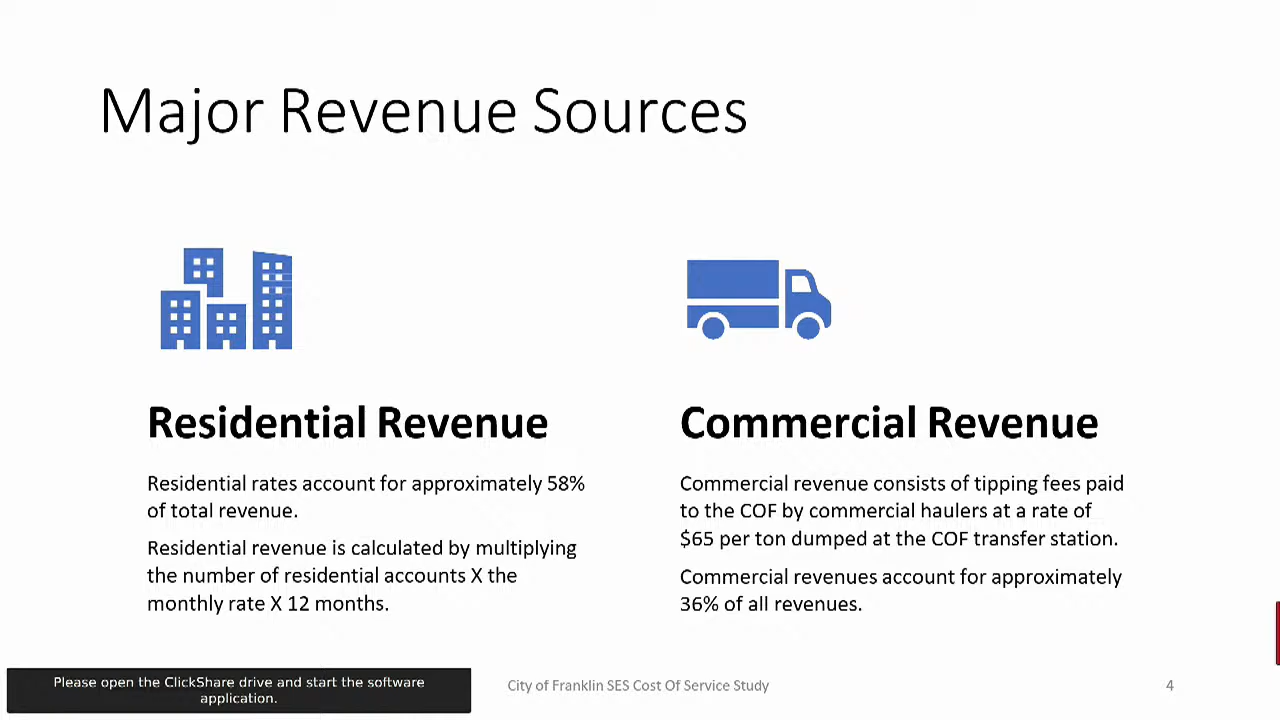 Major Revenue Sources
Residential Revenue
Residential rates account for approximately 58%
of total revenue.
Residential revenue is calculated by multiplying
the number of residential accounts X the
monthly rate X 12 months.
Commercial Revenue
Commercial revenue consists of tipping fees paid
to the COF by commercial haulers at a rate of
$65 per ton dumped at the COF transfer station.
Commercial revenues account for approximately
36% of all revenues.
Please open the ClickShare drive and start the software
application.
City of Franklin SES Cost Of Service Study
4